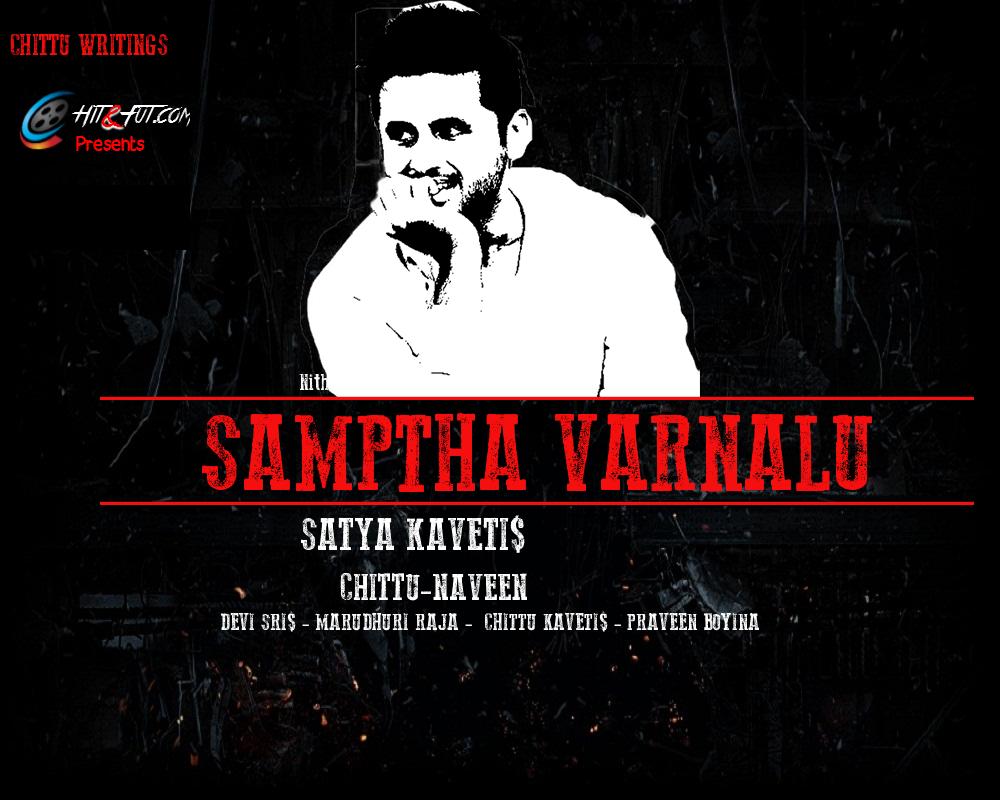 CHITTU WRITINGS
HIT&FUT.COM
Presents
Nith
SAMPTHA VARNALU
SATYA KAVETI$
CHITTU-NAVEEN
DEVI SRI$ - MARUDHURI RAJA - CHITTU KAVETI$ - PRAVEEN BOYINA